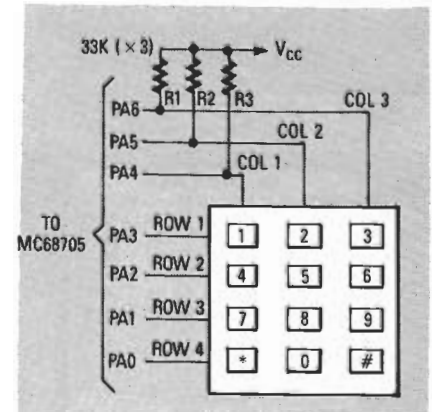 33K ( × 3) V_CC
R1 R2 R3
PA6 COL 3
PA5 COL 2
PA4 COL 1
TO
MC68705
PA3 ROW 1 1 2 3
PA2 ROW 2 4 5 6
PA1 ROW 3 7 8 9
PA0 ROW 4 * 0 #